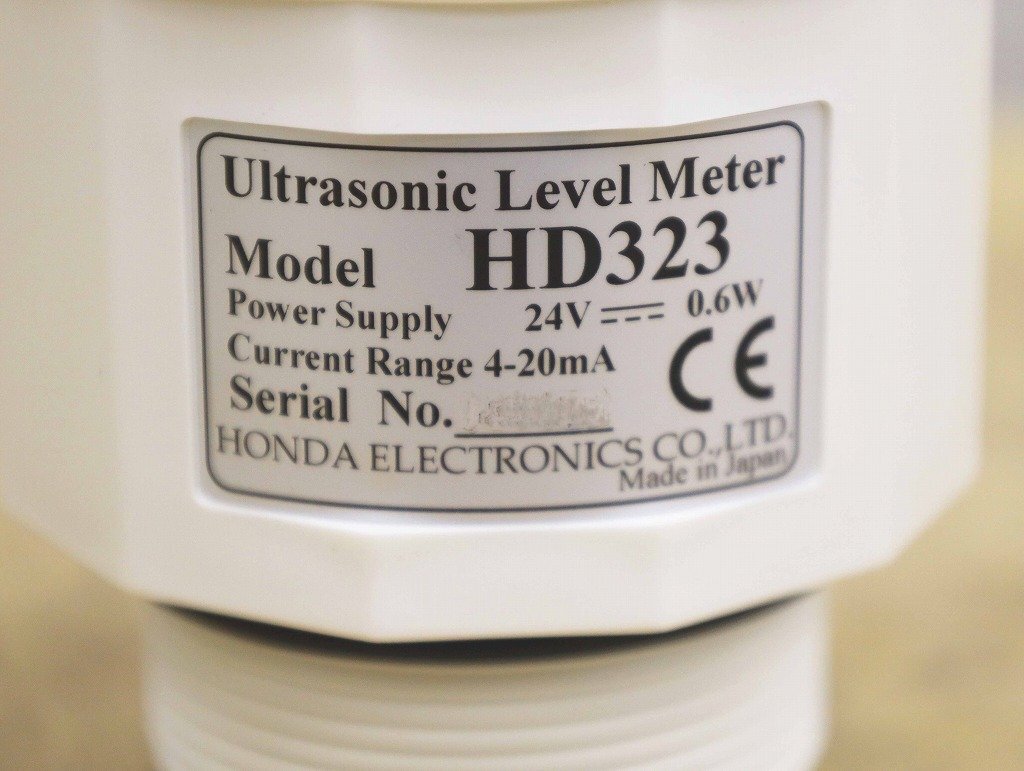 Ultrasonic Level Meter
Model HD323
Power Supply 24V ⎓ 0.6W
Current Range 4-20mA
CE
Serial No.
HONDA ELECTRONICS CO.,LTD.
Made in Japan